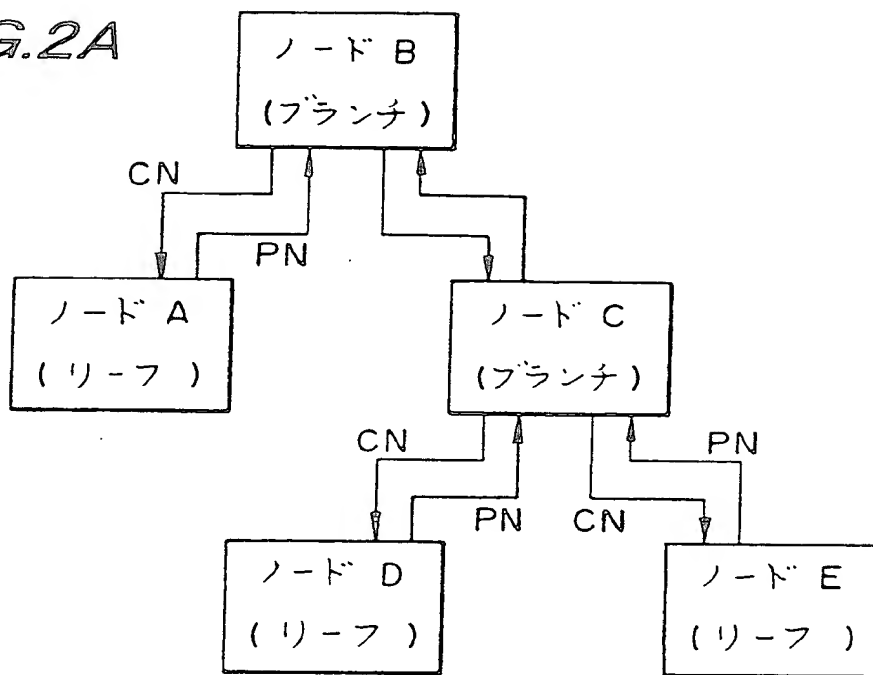 G.2A
ノード B
(ブランチ)
CN
PN
ノード A
(リーフ)
ノード C
(ブランチ)
CN
PN
CN
PN
ノード D
(リーフ)
ノード E
(リーフ)